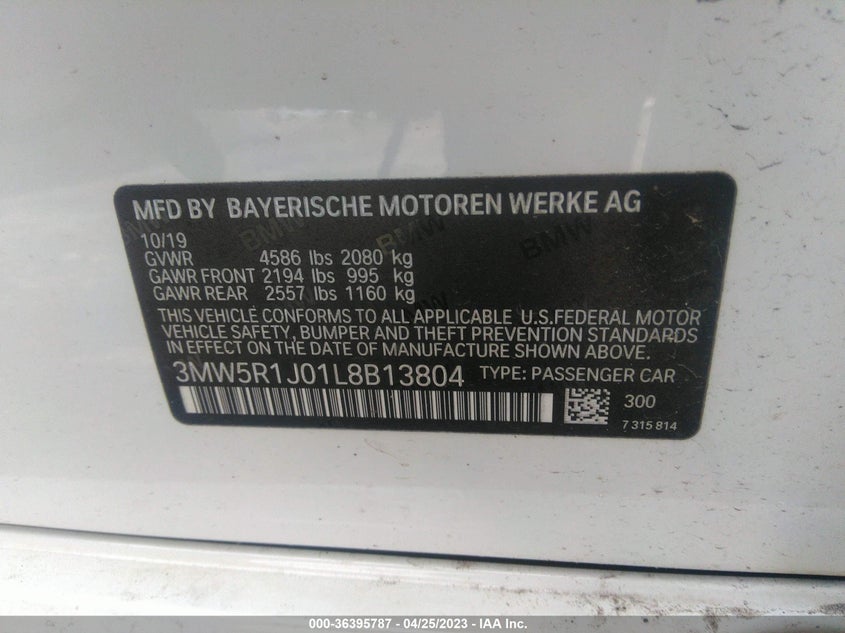 MFD BY BAYERISCHE MOTOREN WERKE AG
10/19
GVWR 4586 lbs 2080 kg
GAWR FRONT 2194 lbs 995 kg
GAWR REAR 2557 lbs 1160 kg
THIS VEHICLE CONFORMS TO ALL APPLICABLE U.S.FEDERAL MOTOR
VEHICLE SAFETY, BUMPER AND THEFT PREVENTION STANDARDS
IN EFFECT ON THE DATE OF MANUFACTURE SHOWN ABOVE.
3MW5R1J01L8B13804 TYPE: PASSENGER CAR
300
7 315 814
000-36395787 - 04/25/2023 - IAA Inc.